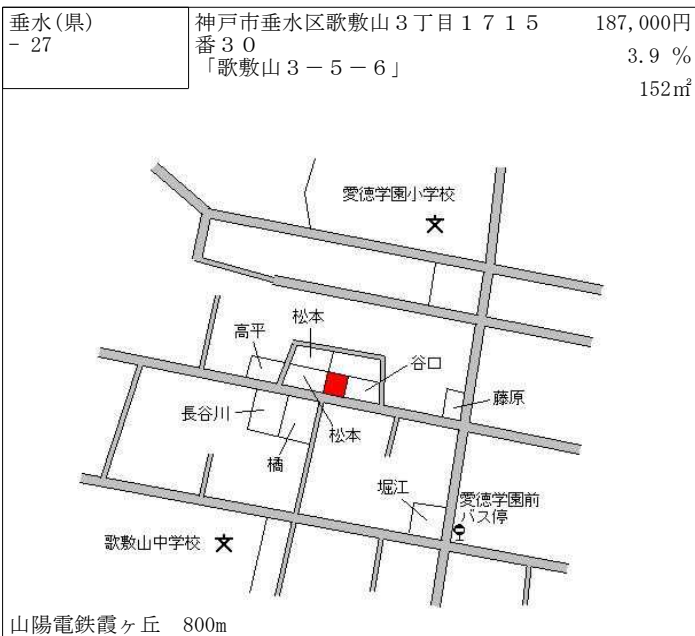 垂水(県)
- 27
神戸市垂水区歌敷山３丁目１７１５
番３０
「歌敷山３－５－６」
187,000円
3.9 %
152㎡
愛徳学園小学校
松本
高平
谷口
藤原
長谷川
松本
橘
堀江
愛徳学園前
バス停
歌敷山中学校
山陽電鉄霞ヶ丘　800m